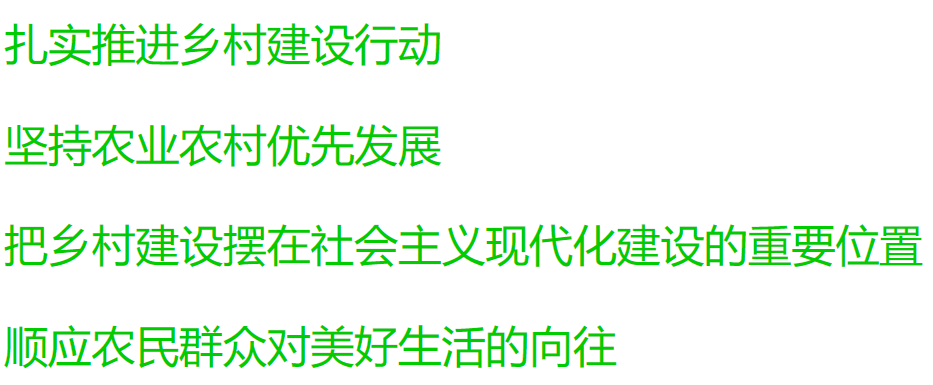 扎实推进乡村建设行动
坚持农业农村优先发展
把乡村建设摆在社会主义现代化建设的重要位置
顺应农民群众对美好生活的向往